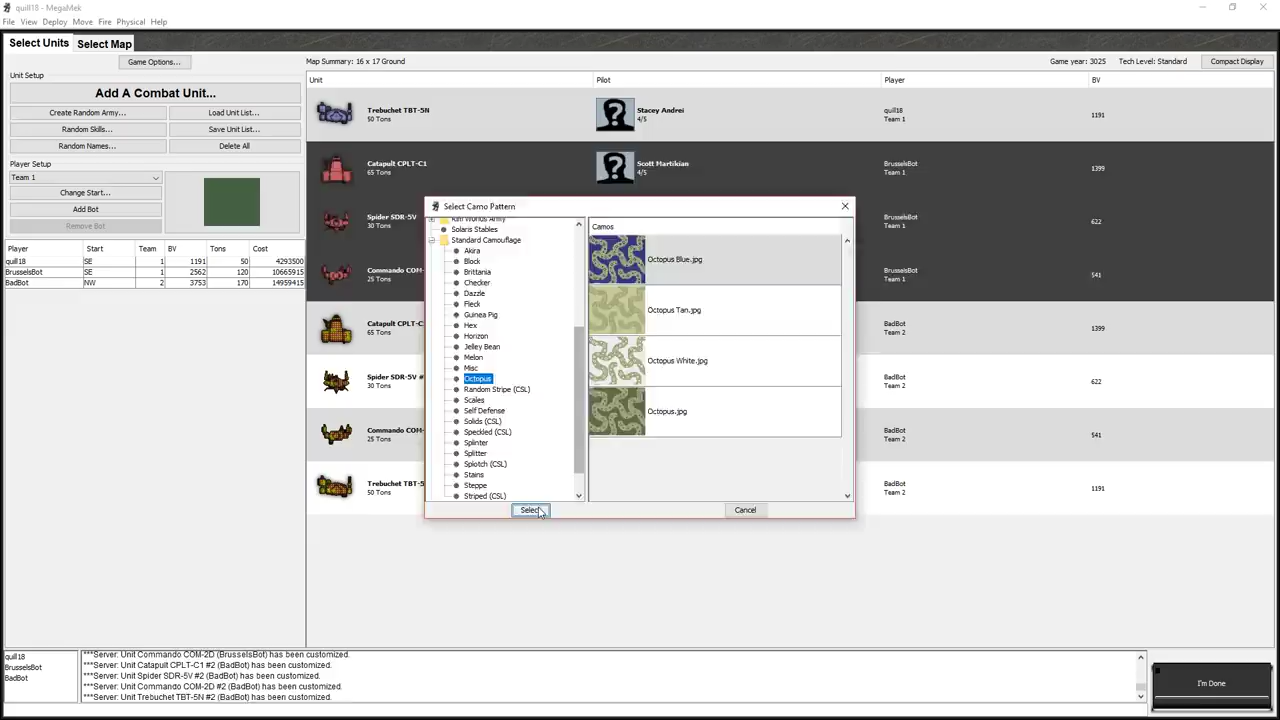 quill18 - MegaMek
File View Deploy Move Fire Physical Help
Select Units Select Map
Game Options...
Map Summary: 16 x 17 Ground
Game year: 3025 Tech Level: Standard Compact Display
Unit Setup
Add A Combat Unit...
Create Random Army... Load Unit List...
Random Skills... Save Unit List...
Random Names... Delete All
Player Setup
Team 1
Change Start...
Add Bot
Remove Bot
Player Start Team BV Tons Cost
quill18 SE 1 1191 50 4293500
BrusselsBot SE 1 2562 120 10665915
BadBot NW 2 3753 170 14959415
Unit Pilot Player BV
Trebuchet TBT-5N Stacey Andrei quill18 1191
50 Tons 4/5 Team 1
Catapult CPLT-C1 Scott Martikian BrusselsBot 1399
65 Tons 4/5 Team 1
Spider SDR-5V BrusselsBot 622
30 Tons Team 1
Commando COM- BrusselsBot 541
25 Tons Team 1
Catapult CPLT-C BadBot 1399
65 Tons Team 2
Spider SDR-5V # BadBot 622
30 Tons Team 2
Commando COM- BadBot 541
25 Tons Team 2
Trebuchet TBT-5 BadBot 1191
50 Tons Team 2
Select Camo Pattern
Rim Worlds Army
Solaris Stables
Standard Camouflage
Akira
Block
Brittania
Checker
Dazzle
Fleck
Guinea Pig
Hex
Horizon
Jelley Bean
Melon
Misc
Octopus
Random Stripe (CSL)
Scales
Self Defense
Solids (CSL)
Speckled (CSL)
Splinter
Splitter
Splotch (CSL)
Stains
Steppe
Striped (CSL)
Camos
Octopus Blue.jpg
Octopus Tan.jpg
Octopus White.jpg
Octopus.jpg
Select Cancel
quill18
BrusselsBot
BadBot
***Server: Unit Commando COM-2D (BrusselsBot) has been customized.
***Server: Unit Catapult CPLT-C1 #2 (BadBot) has been customized.
***Server: Unit Spider SDR-5V #2 (BadBot) has been customized.
***Server: Unit Commando COM-2D #2 (BadBot) has been customized.
***Server: Unit Trebuchet TBT-5N #2 (BadBot) has been customized.
I'm Done